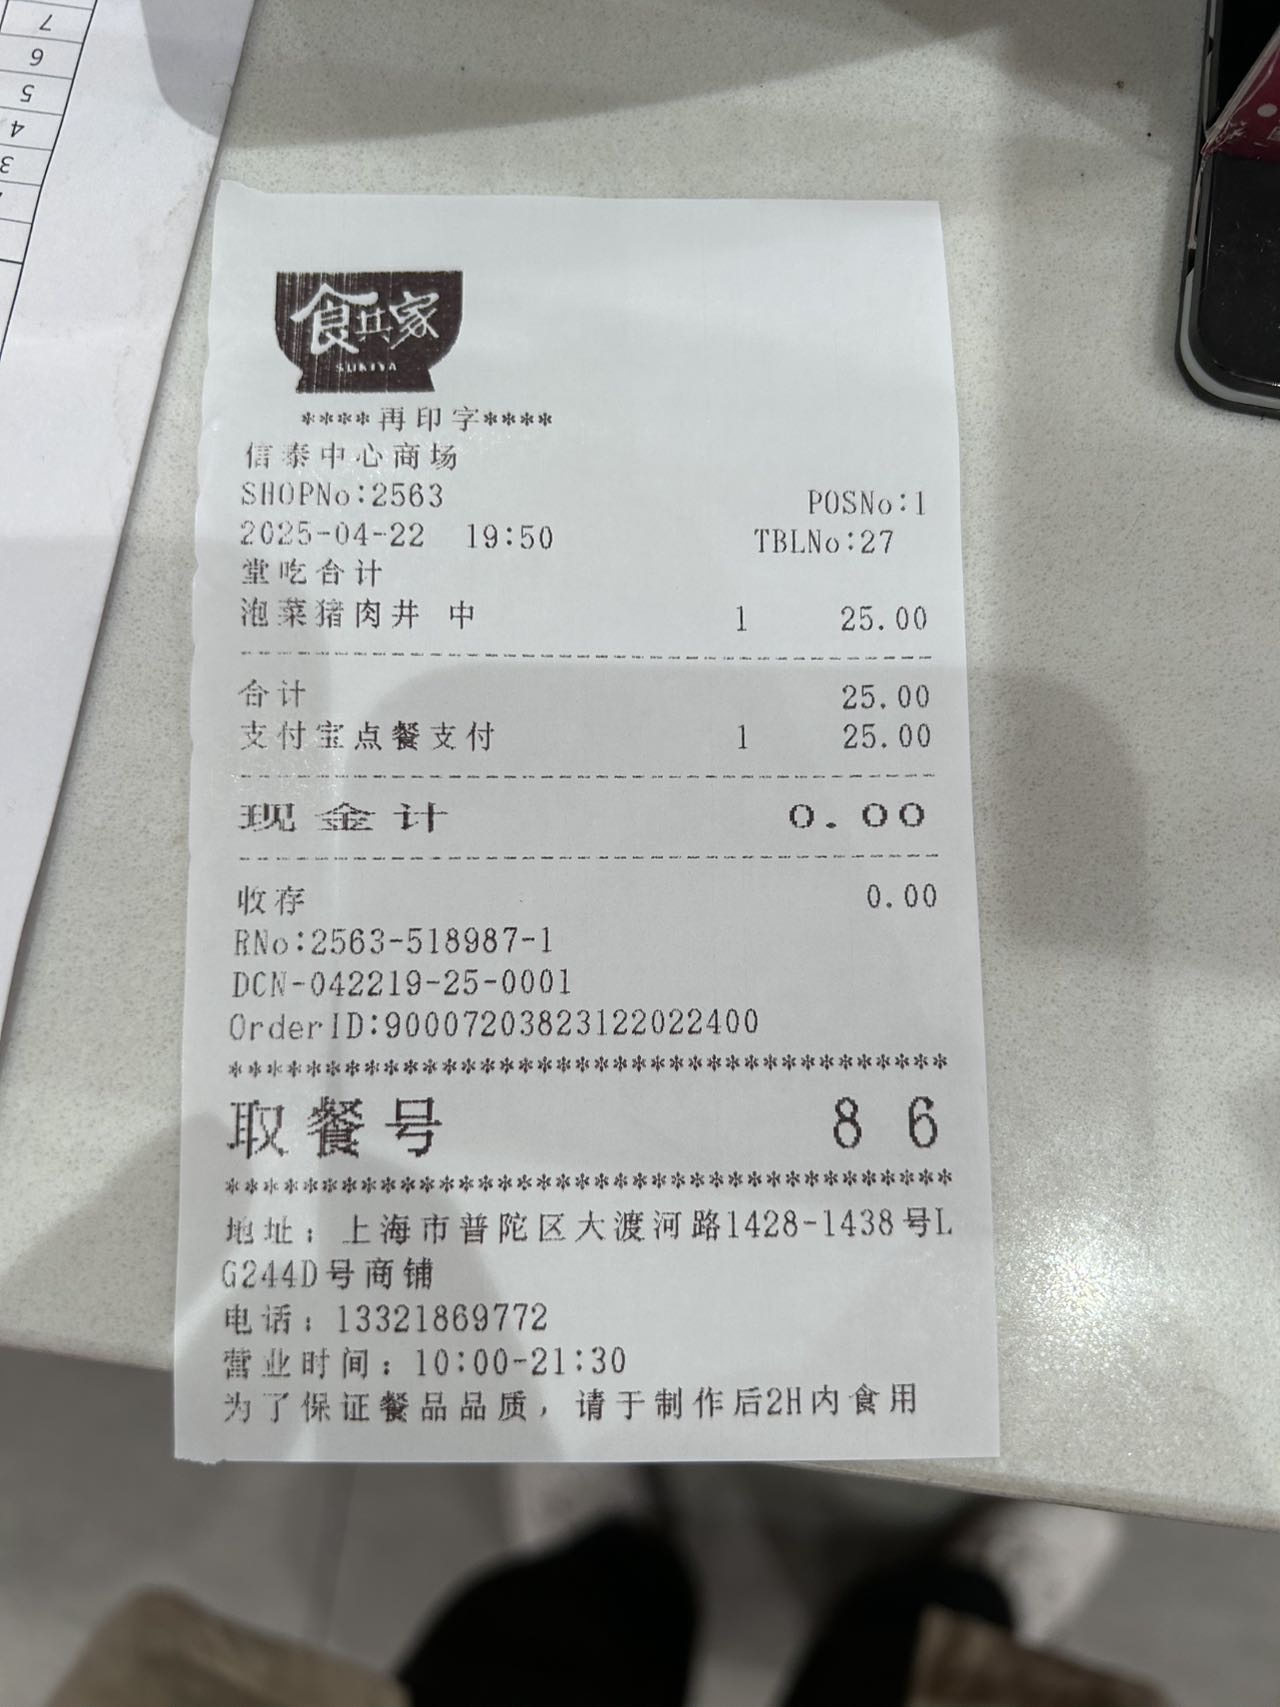 7
6
5
4
3
食其家
SUKIYA
****再印字****
信泰中心商场
SHOPNo:2563 POSNo:1
2025-04-22 19:50 TBLNo:27
堂吃合计
泡菜猪肉井 中 1 25.00
合计 25.00
支付宝点餐支付 1 25.00
现金计 0.00
收存 0.00
RNo:2563-518987-1
DCN-042219-25-0001
OrderID:90007203823122022400
*************************************
取餐号 86
*************************************
地址：上海市普陀区大渡河路1428-1438号L
G244D号商铺
电话：13321869772
营业时间：10:00-21:30
为了保证餐品品质，请于制作后2H内食用